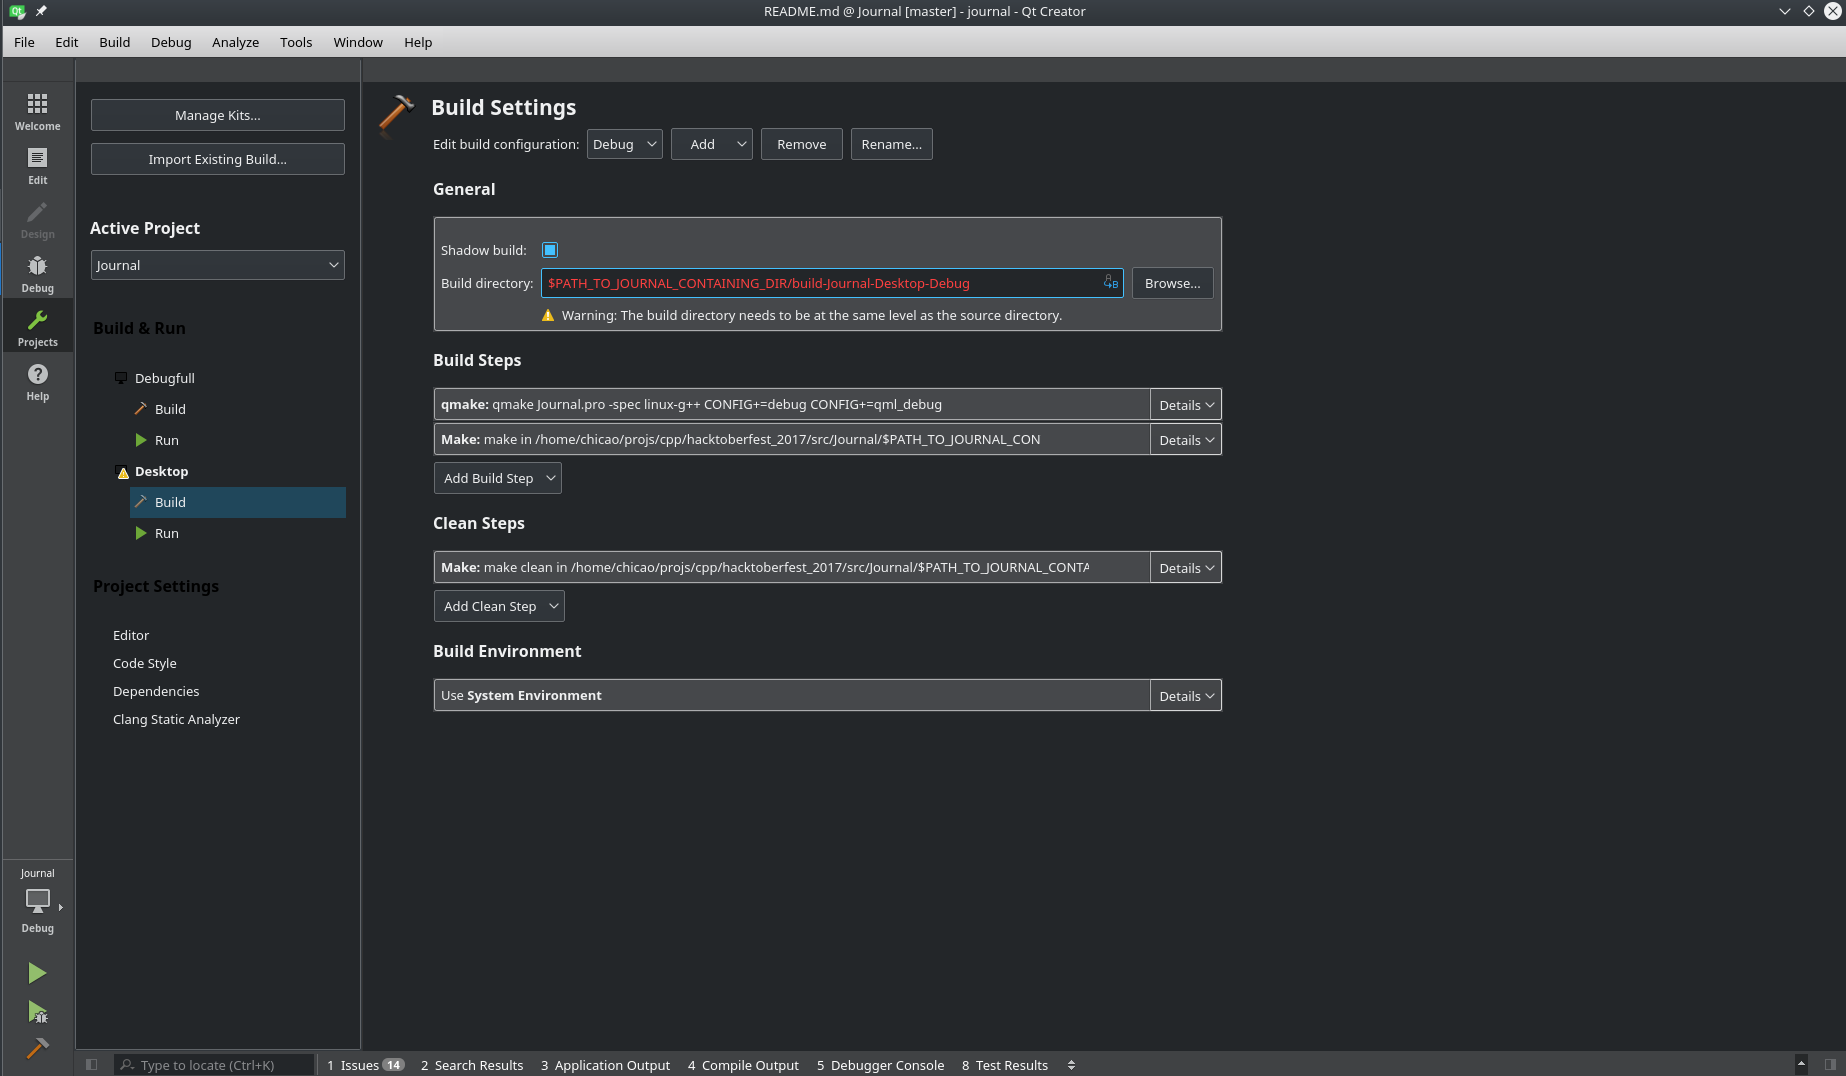 README.md @ Journal [master] - journal - Qt Creator
File Edit Build Debug Analyze Tools Window Help
Welcome
Edit
Design
Debug
Projects
Help
Journal
Debug
Manage Kits...
Import Existing Build...
Active Project
Journal
Build & Run
Debugfull
Build
Run
Desktop
Build
Run
Project Settings
Editor
Code Style
Dependencies
Clang Static Analyzer
Build Settings
Edit build configuration: Debug Add Remove Rename...
General
Shadow build:
Build directory: $PATH_TO_JOURNAL_CONTAINING_DIR/build-Journal-Desktop-Debug Browse...
Warning: The build directory needs to be at the same level as the source directory.
Build Steps
qmake: qmake Journal.pro -spec linux-g++ CONFIG+=debug CONFIG+=qml_debug Details
Make: make in /home/chicao/projs/cpp/hacktoberfest_2017/src/Journal/$PATH_TO_JOURNAL_CON Details
Add Build Step
Clean Steps
Make: make clean in /home/chicao/projs/cpp/hacktoberfest_2017/src/Journal/$PATH_TO_JOURNAL_CONTA Details
Add Clean Step
Build Environment
Use System Environment Details
Type to locate (Ctrl+K) 1 Issues 14 2 Search Results 3 Application Output 4 Compile Output 5 Debugger Console 8 Test Results